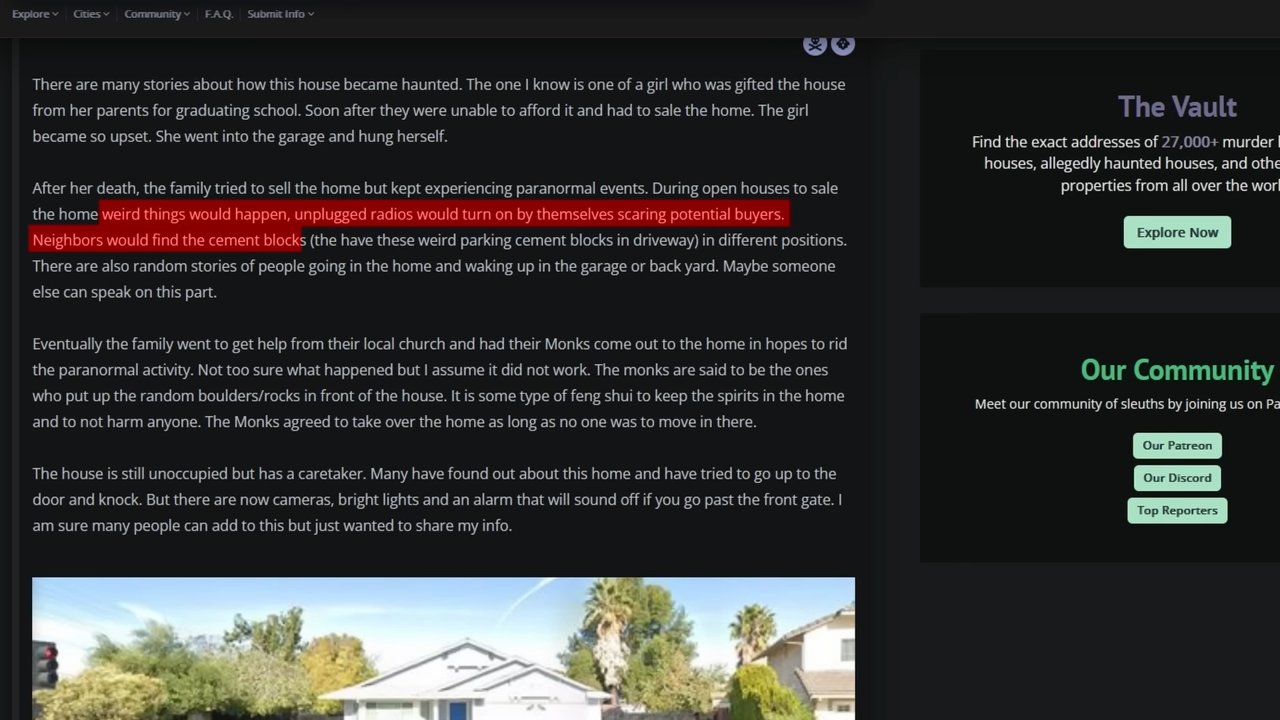 Explore
Cities
Community
F.A.Q.
Submit Info
There are many stories about how this house became haunted. The one I know is one of a girl who was gifted the house
from her parents for graduating school. Soon after they were unable to afford it and had to sale the home. The girl
became so upset. She went into the garage and hung herself.
After her death, the family tried to sell the home but kept experiencing paranormal events. During open houses to sale
the home weird things would happen, unplugged radios would turn on by themselves scaring potential buyers.
Neighbors would find the cement blocks (the have these weird parking cement blocks in driveway) in different positions.
There are also random stories of people going in the home and waking up in the garage or back yard. Maybe someone
else can speak on this part.
Eventually the family went to get help from their local church and had their Monks come out to the home in hopes to rid
the paranormal activity. Not too sure what happened but I assume it did not work. The monks are said to be the ones
who put up the random boulders/rocks in front of the house. It is some type of feng shui to keep the spirits in the home
and to not harm anyone. The Monks agreed to take over the home as long as no one was to move in there.
The house is still unoccupied but has a caretaker. Many have found out about this home and have tried to go up to the
door and knock. But there are now cameras, bright lights and an alarm that will sound off if you go past the front gate. I
am sure many people can add to this but just wanted to share my info.
The Vault
Find the exact addresses of 27,000+ murder
houses, allegedly haunted houses, and
properties from all over the
Explore Now
Our Community
Meet our community of sleuths by joining us on
Our Patreon
Our Discord
Top Reporters